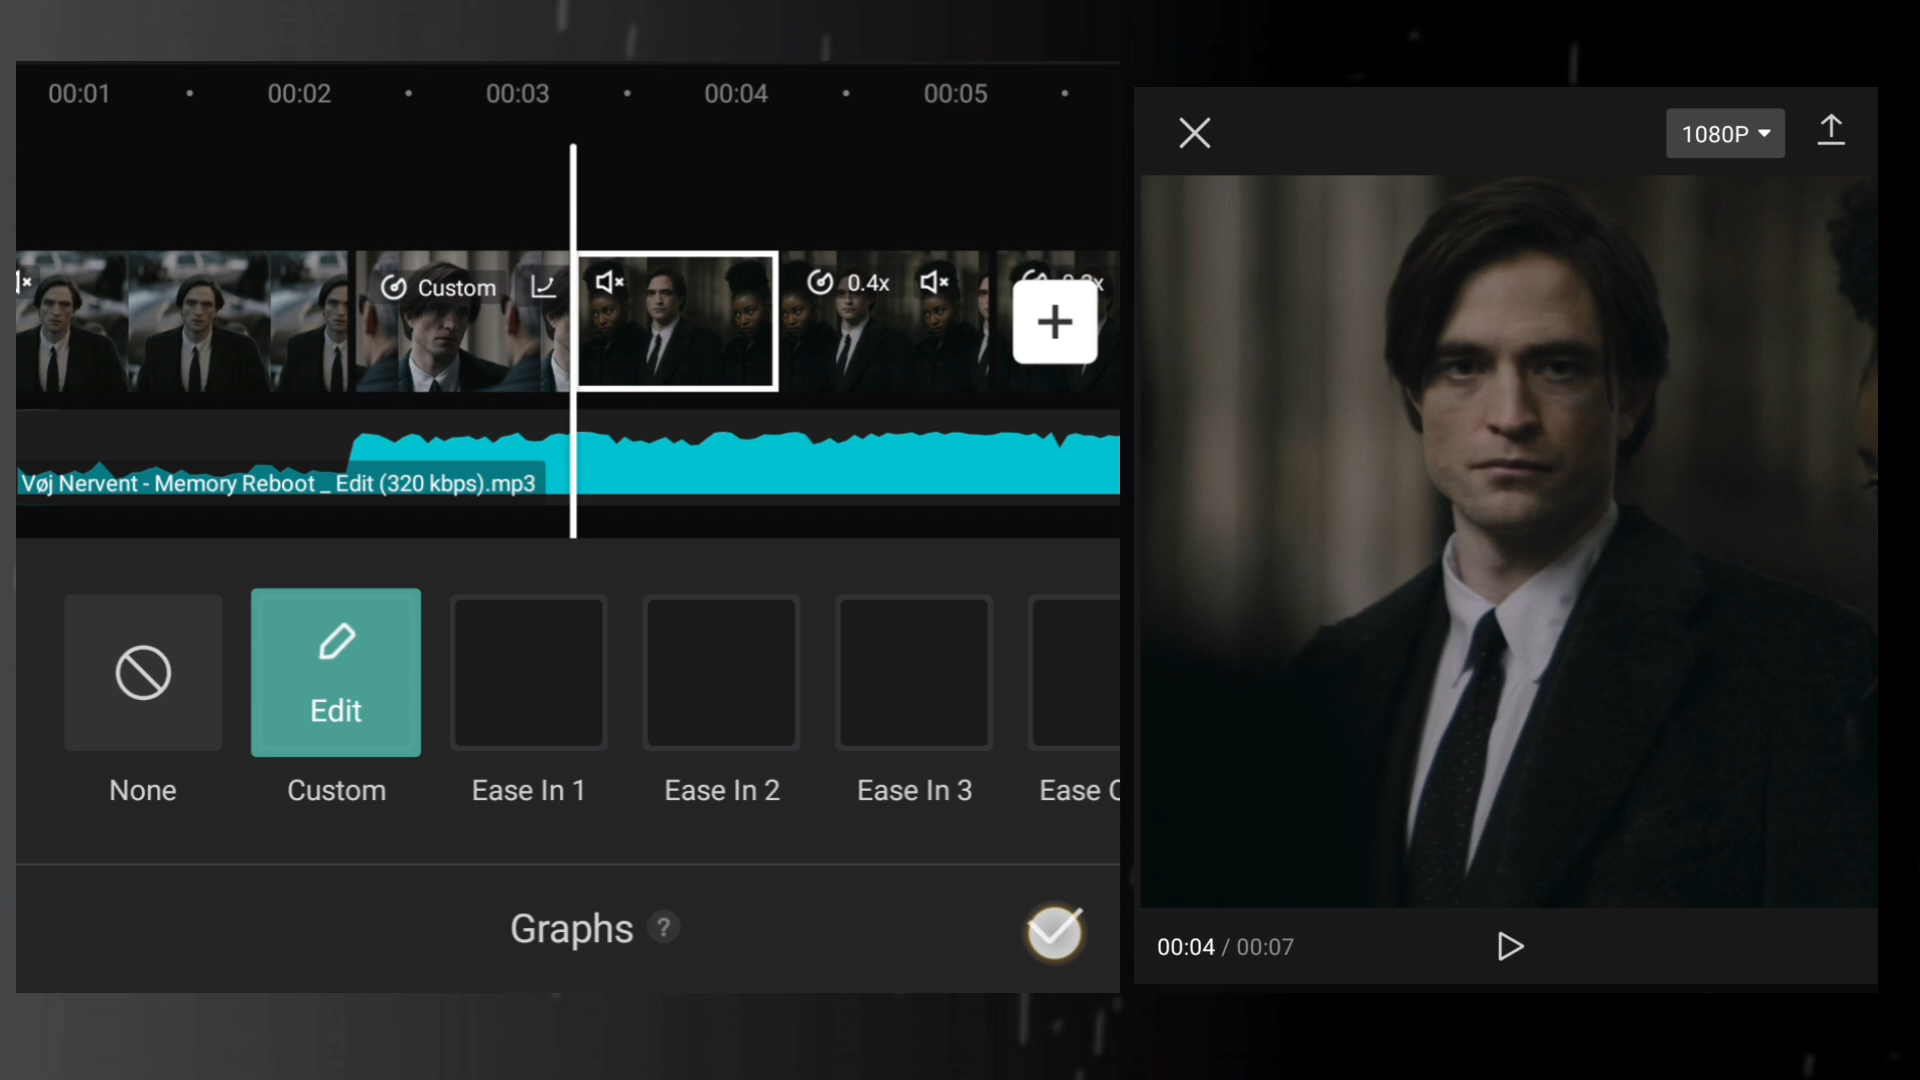 00:01 00:02 00:03 00:04 00:05
1080P
Custom
0.4x
Vøj Nervent - Memory Reboot _ Edit (320 kbps).mp3
Edit
None Custom Ease In 1 Ease In 2 Ease In 3 Ease
Graphs ?
00:04 / 00:07